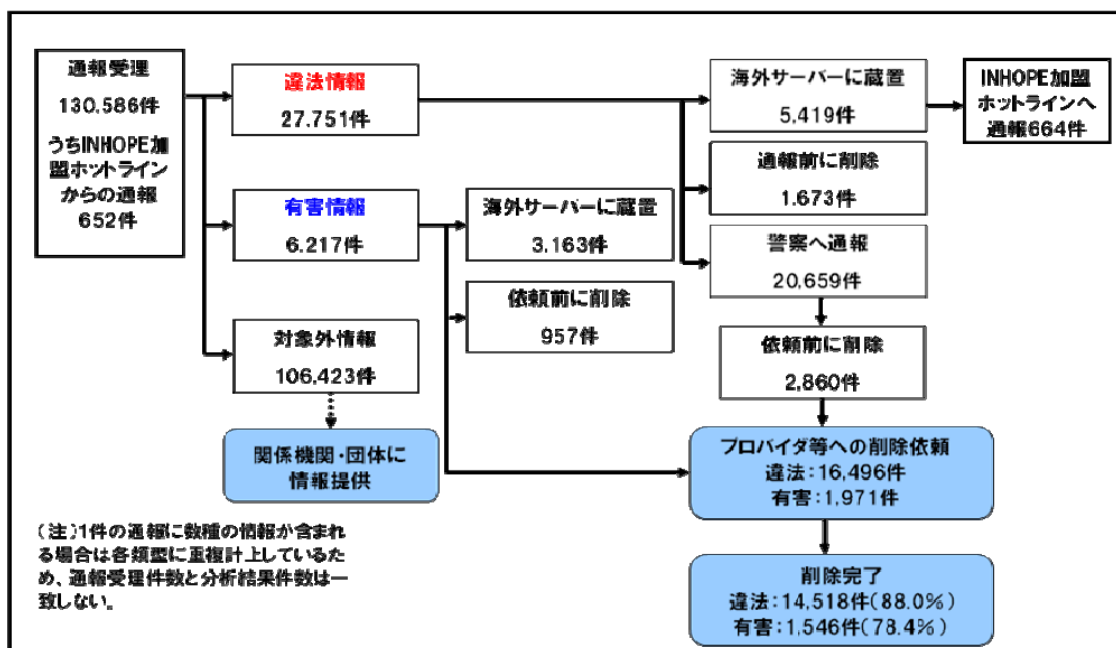 通報受理
130,586件
うちINHOPE加
盟ホットライン
からの通報
652件
違法情報
27,751件
有害情報
6,217件
対象外情報
106,423件
関係機関・団体に
情報提供
海外サーバーに蔵置
3,163件
依頼前に削除
957件
海外サーバーに蔵置
5,419件
INHOPE加盟
ホットラインへ
通報664件
通報前に削除
1,673件
警察へ通報
20,659件
依頼前に削除
2,860件
プロバイダ等への削除依頼
違法:16,496件
有害:1,971件
削除完了
違法:14,518件(88.0%)
有害:1,546件(78.4%)
(注)1件の通報に数種の情報が含まれ
る場合は各類型に重複計上しているた
め、通報受理件数と分析結果件数は一
致しない。